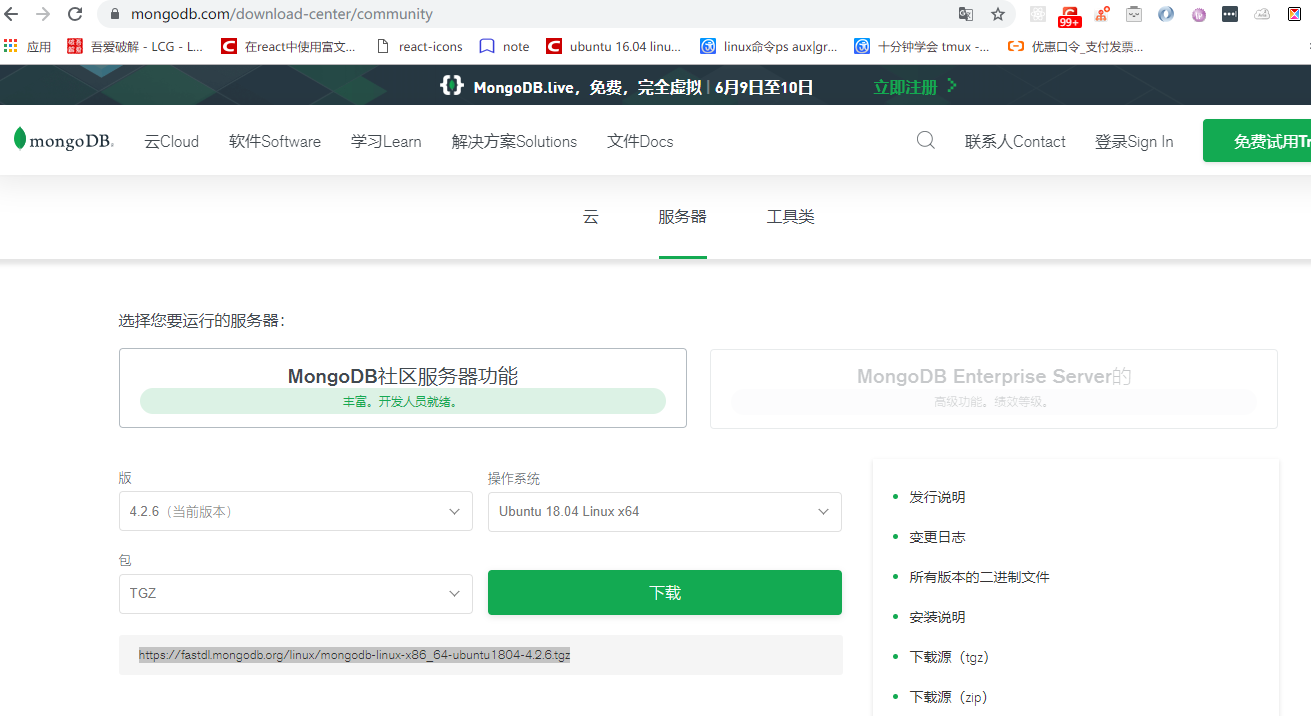 mongodb.com/download-center/community
99+
应用 吾爱破解 - LCG - L... 在react中使用富文... react-icons note ubuntu 16.04 linu... linux命令ps aux|gr... 十分钟学会 tmux -... 优惠口令_支付发票...
MongoDB.live，免费，完全虚拟 | 6月9日至10日 立即注册
mongoDB. 云Cloud 软件Software 学习Learn 解决方案Solutions 文件Docs 联系人Contact 登录Sign In 免费试用Tr
云 服务器 工具类
选择您要运行的服务器：
MongoDB社区服务器功能
丰富。开发人员就绪。
MongoDB Enterprise Server的
高级功能。绩效等级。
版
4.2.6（当前版本）
操作系统
Ubuntu 18.04 Linux x64
包
TGZ
下载
https://fastdl.mongodb.org/linux/mongodb-linux-x86_64-ubuntu1804-4.2.6.tgz
发行说明
变更日志
所有版本的二进制文件
安装说明
下载源（tgz）
下载源（zip）